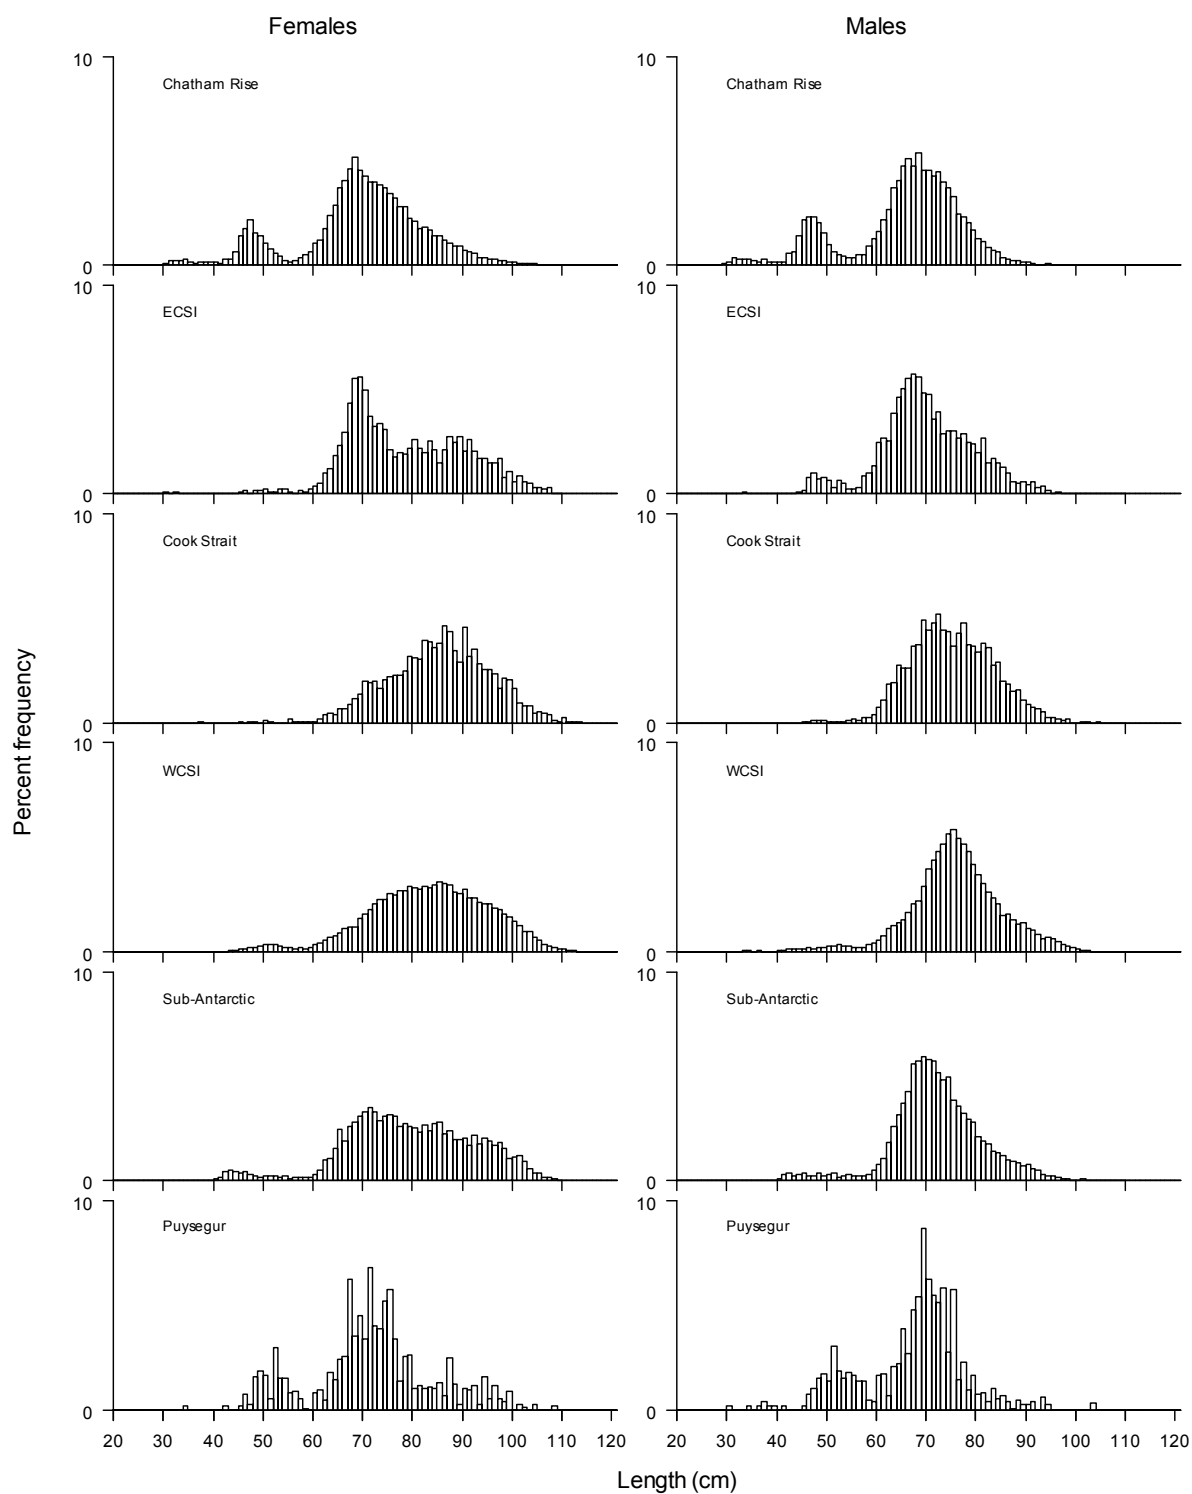 Females Males
10 10
Chatham Rise Chatham Rise
0 0
10 10
ECSI ECSI
0 0
10 10
Cook Strait Cook Strait
0 0
10 10
WCSI WCSI
0 0
10 10
Sub-Antarctic Sub-Antarctic
0 0
10 10
Puysegur Puysegur
0 0
20 30 40 50 60 70 80 90 100 110 120 20 30 40 50 60 70 80 90 100 110 120
Percent frequency
Length (cm)